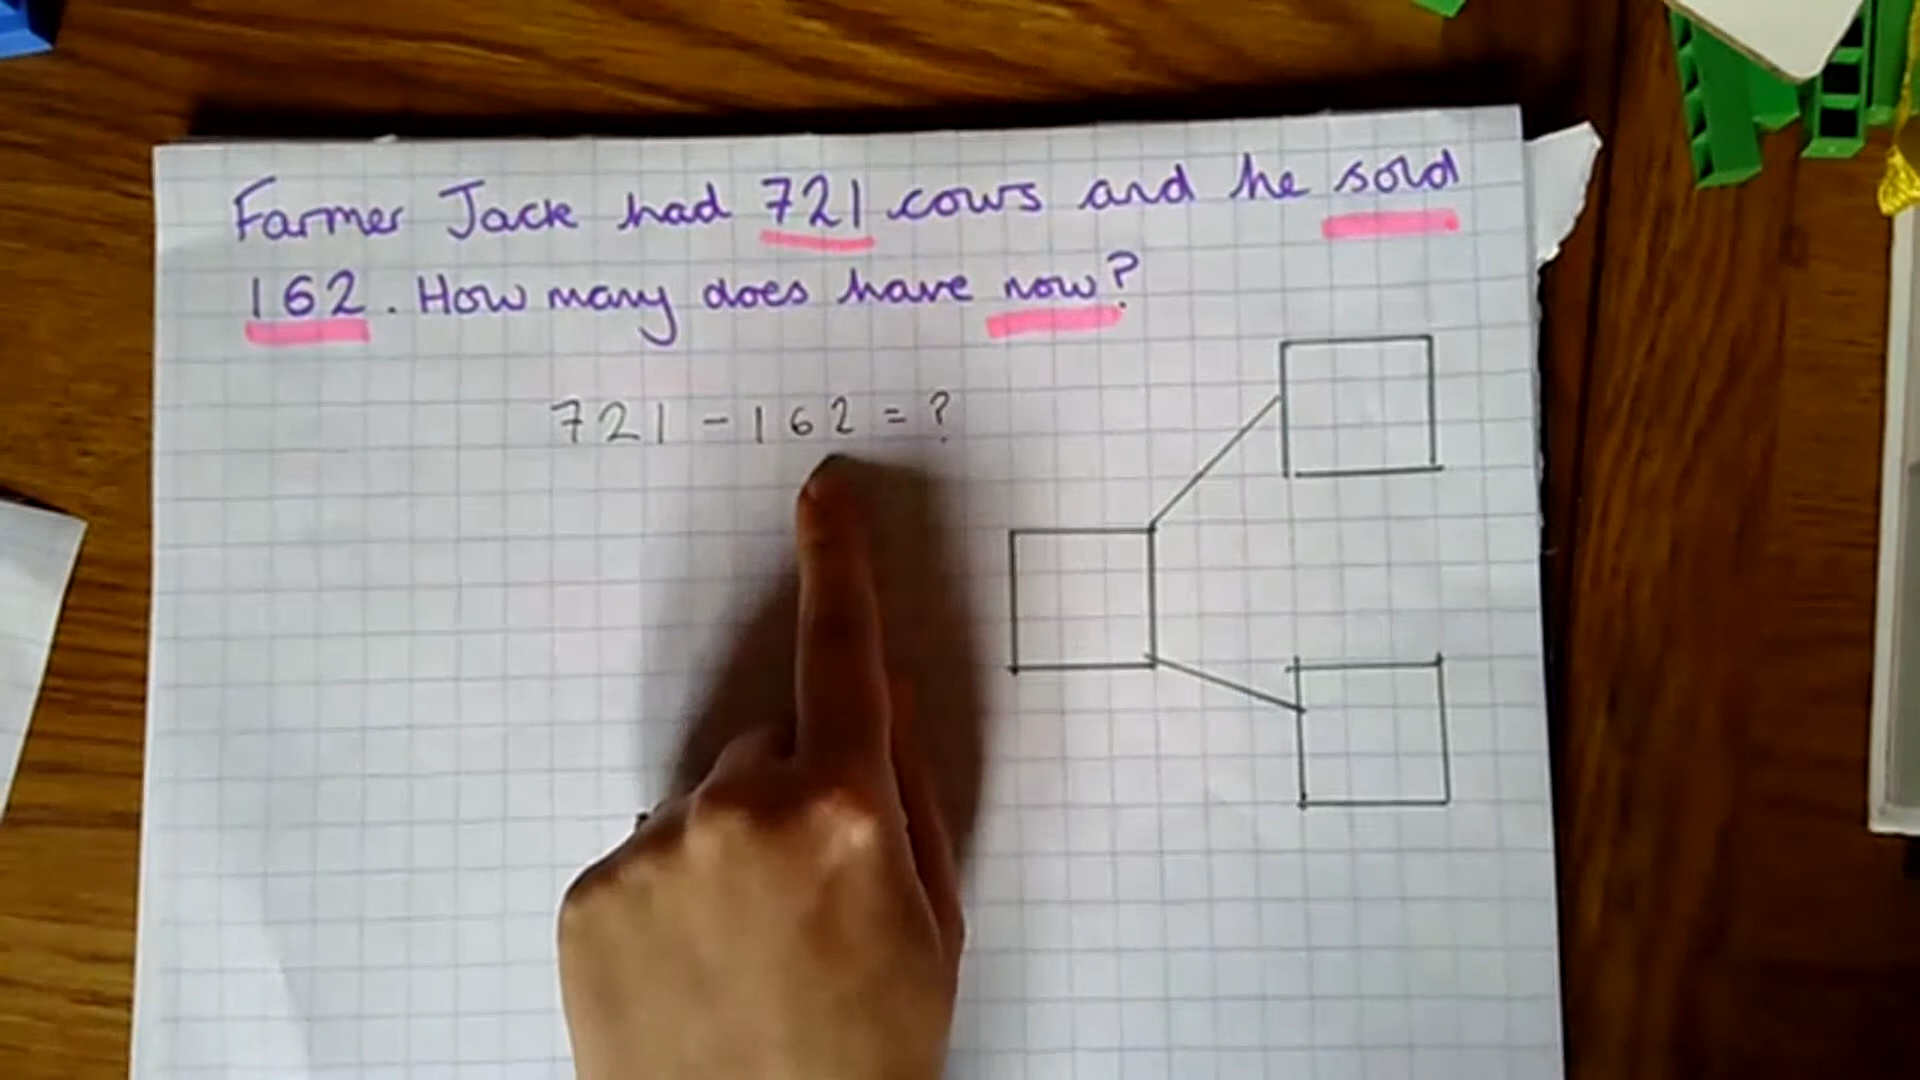 Farmer Jack had 721 cows and he sold
162. How many does have now?
721 - 162 = ?